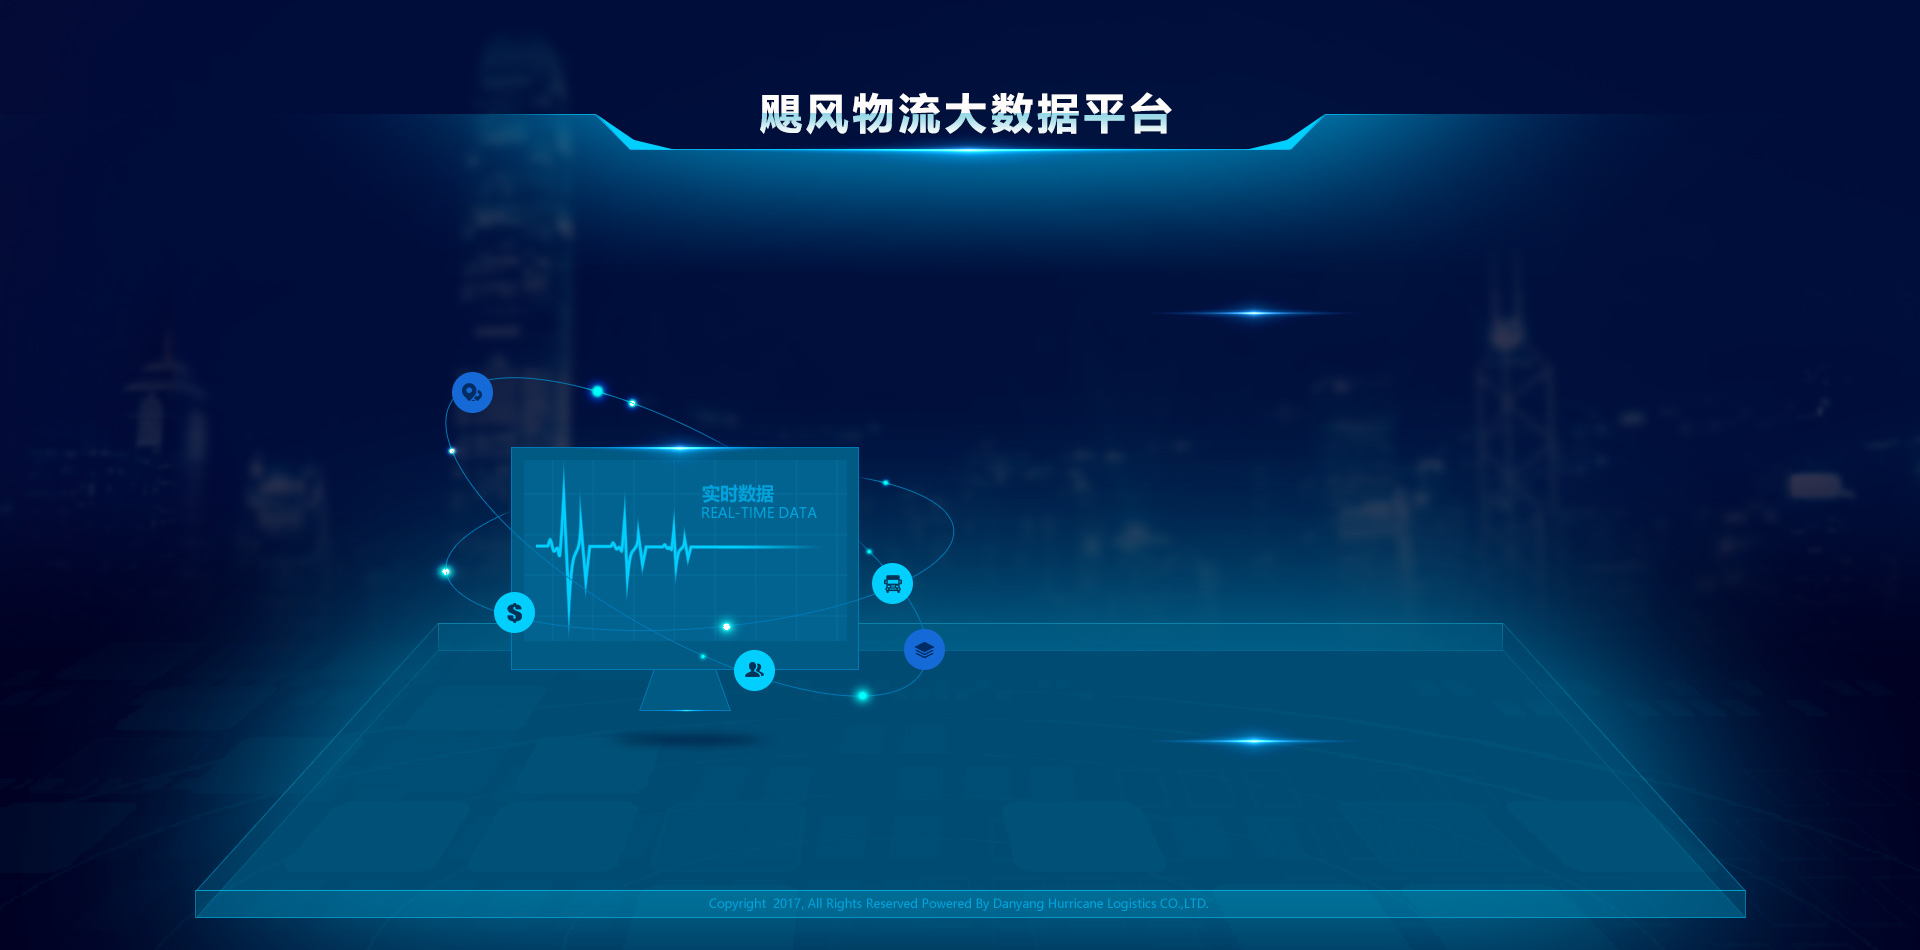 飓风物流大数据平台
实时数据
REAL-TIME DATA
Copyright 2017, All Rights Reserved Powered By Danyang Hurricane Logistics CO.,LTD.